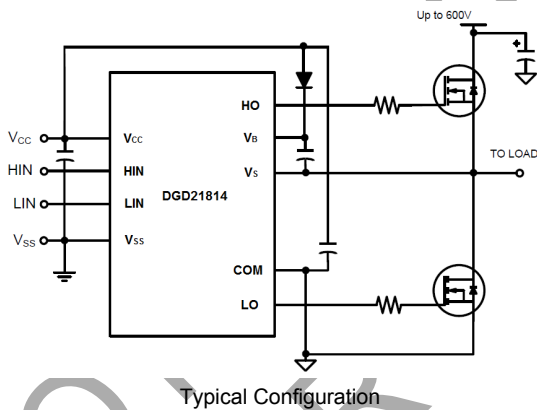 Up to 600V
+
HO
VCC
VCC
VB
TO LOAD
HIN
HIN
VS
LIN
LIN
DGD21814
VSS
VSS
COM
LO
Typical Configuration